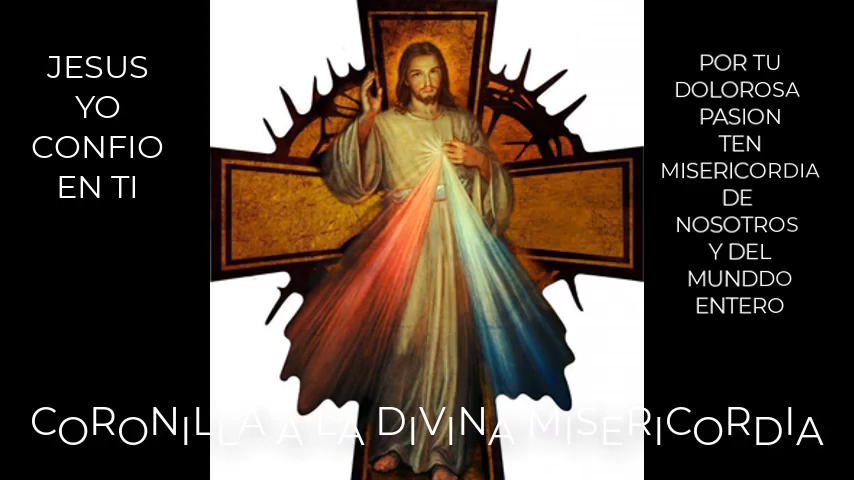 JESUS
YO
CONFIO
EN TI
POR TU
DOLOROSA
PASION
TEN
MISERICORDIA
DE
NOSOTROS
Y DEL
MUNDDO
ENTERO
CORONILLA A LA DIVINA MISERICORDIA